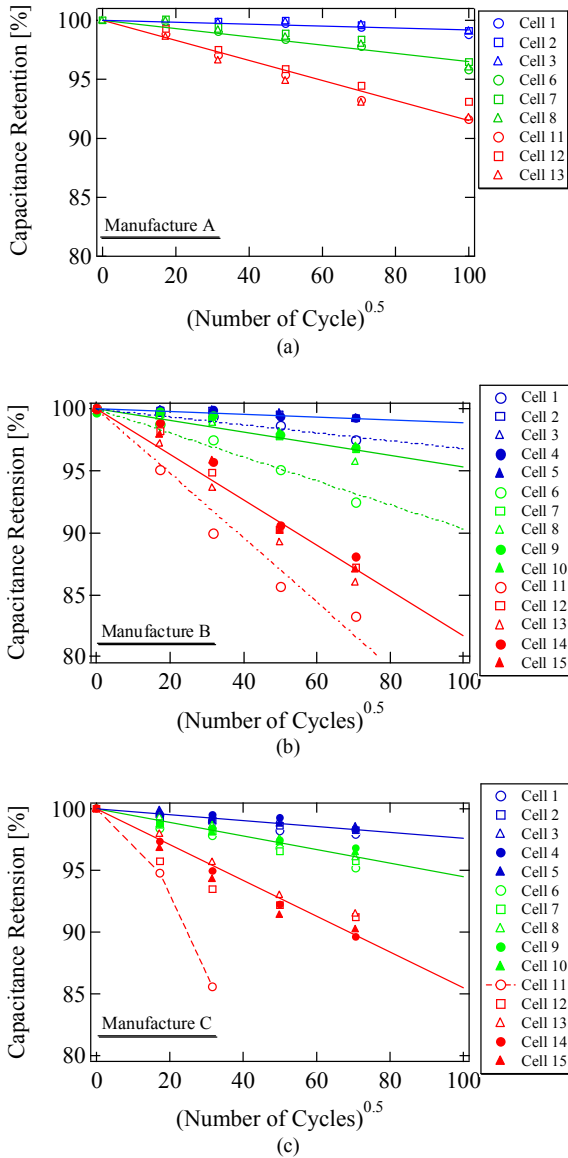 Capacitance Retention [%]
100
95
90
85
80
0 20 40 60 80 100
Manufacture A
(Number of Cycle)^0.5
(a)
Cell 1
Cell 2
Cell 3
Cell 6
Cell 7
Cell 8
Cell 11
Cell 12
Cell 13
Capacitance Retension [%]
100
95
90
85
80
0 20 40 60 80 100
Manufacture B
(Number of Cycles)^0.5
(b)
Cell 1
Cell 2
Cell 3
Cell 4
Cell 5
Cell 6
Cell 7
Cell 8
Cell 9
Cell 10
Cell 11
Cell 12
Cell 13
Cell 14
Cell 15
Capacitance Retension [%]
100
95
90
85
80
0 20 40 60 80 100
Manufacture C
(Number of Cycles)^0.5
(c)
Cell 1
Cell 2
Cell 3
Cell 4
Cell 5
Cell 6
Cell 7
Cell 8
Cell 9
Cell 10
Cell 11
Cell 12
Cell 13
Cell 14
Cell 15